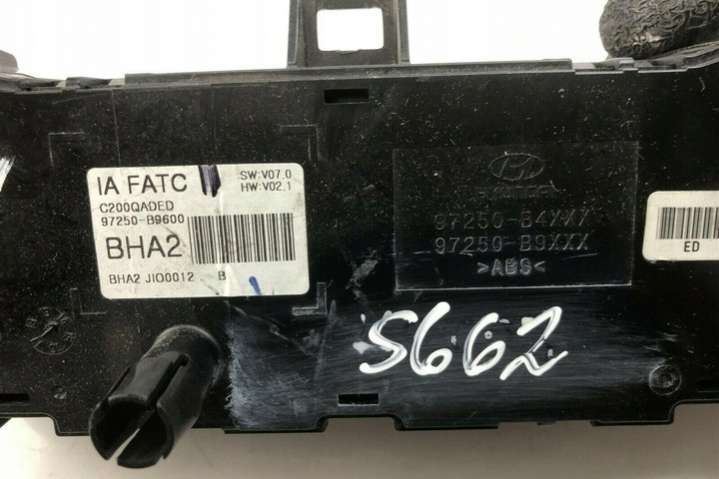 IA FATC
SW:V07.0
HW:V02.1
C200QADED
97250-B9600
BHA2
BHA2 JI00012 B
97250-B4XXX
97250-B9XXX
>ABS<
ED
5662